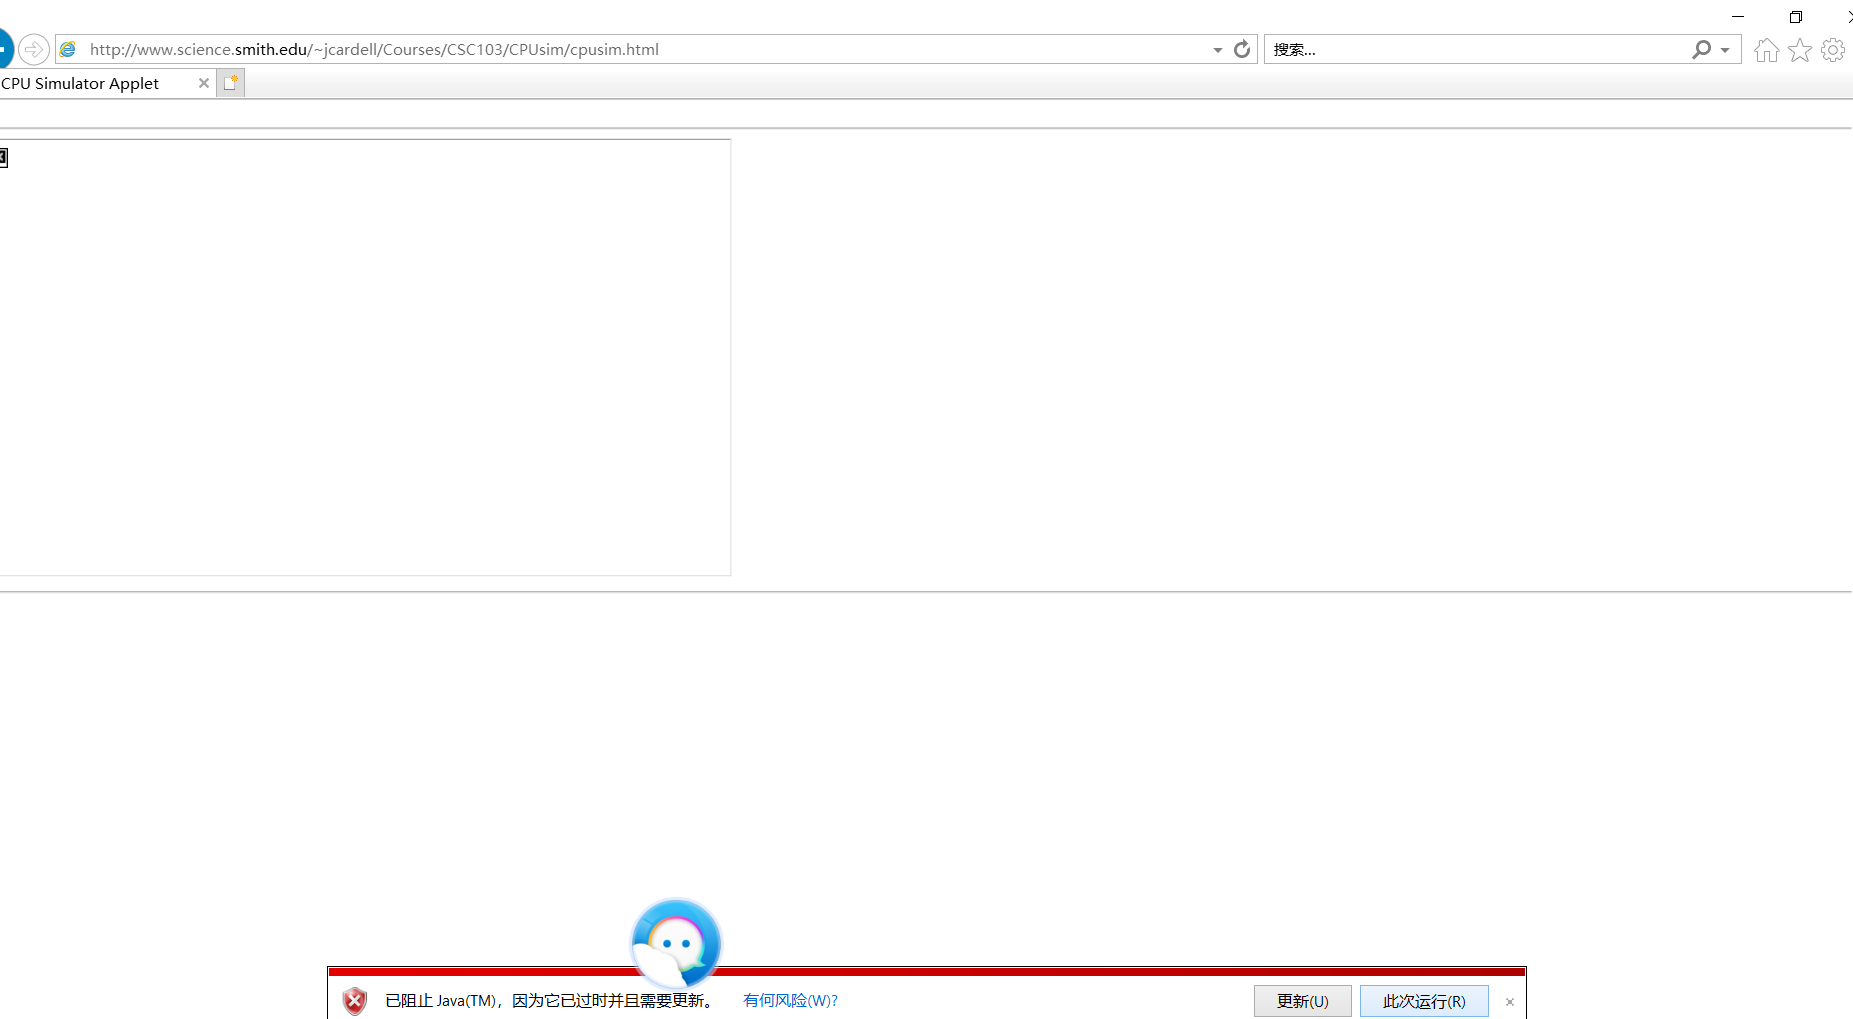 http://www.science.smith.edu/~jcardell/Courses/CSC103/CPUsim/cpusim.html
搜索...
CPU Simulator Applet
已阻止 Java(TM)，因为它已过时并且需要更新。 有何风险(W)? 更新(U) 此次运行(R)